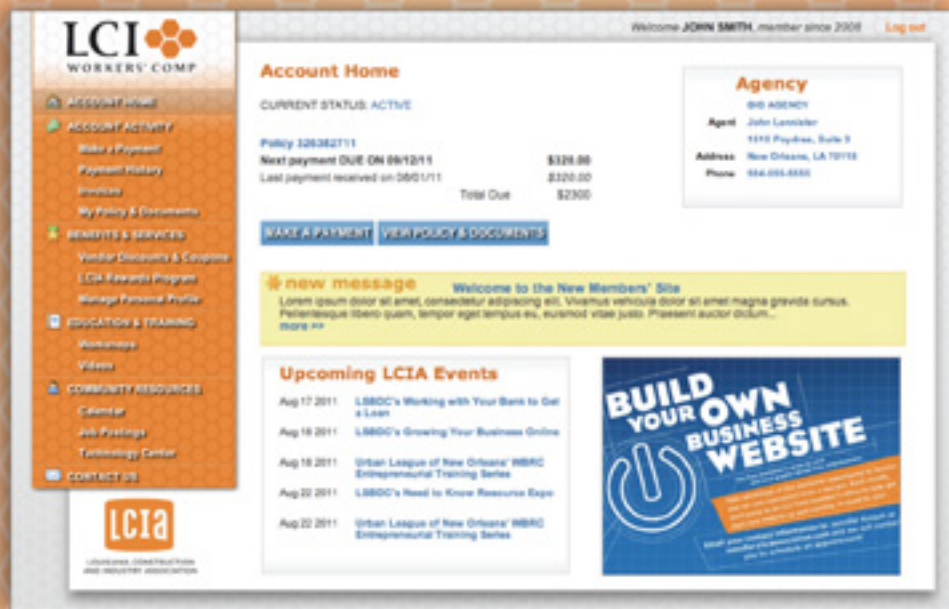 LCI
WORKERS' COMP
Welcome JOHN SMITH, member since 2008 Log out
ACCOUNT HOME
ACCOUNT ACTIVITY
Make a Payment
Payment History
Invoices
My Policy & Documents
BENEFITS & SERVICES
Vendor Discounts & Coupons
LCIA Rewards Program
Manage Personal Profile
EDUCATION & TRAINING
Workshops
Videos
COMMUNITY RESOURCES
Calendar
Job Postings
Technology Center
CONTACT US
LCIa
LOUISIANA CONSTRUCTION
AND INDUSTRY ASSOCIATION
Account Home
CURRENT STATUS: ACTIVE
Policy 326382711
Next payment DUE ON 09/12/11 $320.00
Last payment received on 08/01/11 $320.00
Total Due $2300
MAKE A PAYMENT VIEW POLICY & DOCUMENTS
Agency
BIG AGENCY
Agent John Lannister
1515 Poydras, Suite 5
Address New Orleans, LA 70112
Phone 504-555-5555
new message Welcome to the New Members' Site
Lorem ipsum dolor sit amet, consectetur adipiscing elit. Vivamus vehicula dolor sit amet magna gravida cursus.
Pellentesque libero quam, tempor eget tempus eu, euismod vitae justo. Praesent auctor dictum...
more >>
Upcoming LCIA Events
Aug 17 2011 LSBDC's Working with Your Bank to Get
a Loan
Aug 18 2011 LSBDC's Growing Your Business Online
Aug 18 2011 Urban League of New Orleans' WBRC
Entrepreneurial Training Series
Aug 22 2011 LSBDC's Need to Know Resource Expo
Aug 22 2011 Urban League of New Orleans' WBRC
Entrepreneurial Training Series
BUILD
YOUR OWN
BUSINESS
WEBSITE